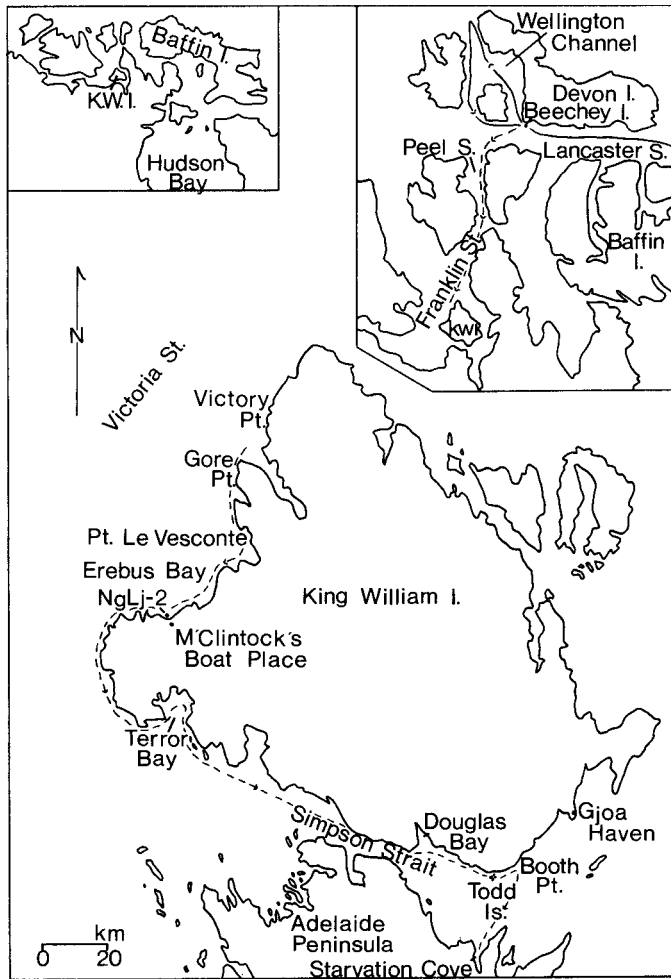 Baffin I.
K.W. I.
Hudson
Bay
Wellington
Channel
Devon I.
Beechey I.
Peel S.
Lancaster S.
Franklin St.
Baffin
I.
KWI.
N
Victoria St.
Victory
Pt.
Gore
Pt.
Pt. Le Vesconte
Erebus Bay
NgLj-2
King William I.
M'Clintock's
Boat Place
Terror
Bay
Simpson Strait
Douglas
Bay
Gjoa
Haven
Booth
Pt.
Todd
Is.
Adelaide
Peninsula
Starvation Cove
km
0 20